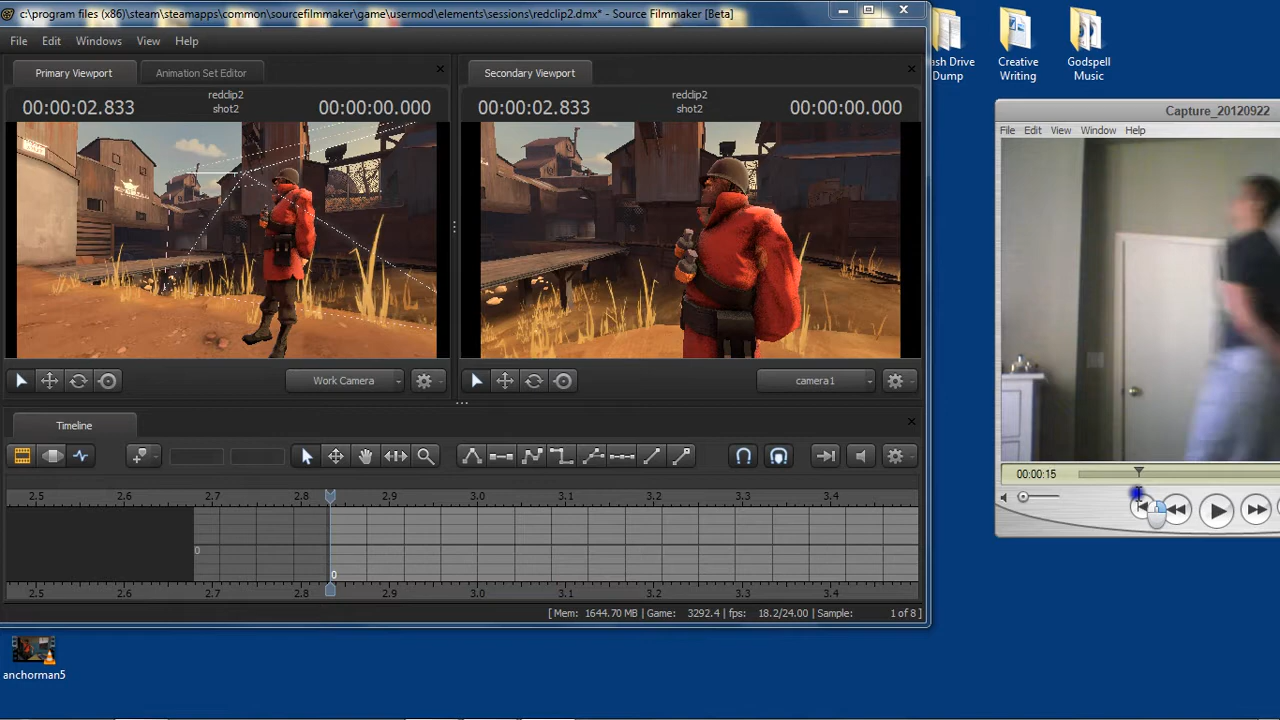 c:\program files (x86)\steam\steamapps\common\sourcefilmmaker\game\usermod\elements\sessions\redclip2.dmx* - Source Filmmaker [Beta]
File Edit Windows View Help
Primary Viewport Animation Set Editor
Secondary Viewport
00:00:02.833 redclip2 00:00:00.000
shot2
00:00:02.833 redclip2 00:00:00.000
shot2
Work Camera
camera1
Timeline
2.5 2.6 2.7 2.8 2.9 3.0 3.1 3.2 3.3 3.4
0
0
2.5 2.6 2.7 2.8 2.9 3.0 3.1 3.2 3.3 3.4
[ Mem: 1644.70 MB | Game: 3292.4 | fps: 18.2/24.00 | Sample: 1 of 8 ]
ash Drive
Dump
Creative
Writing
Godspell
Music
Capture_20120922
File Edit View Window Help
00:00:15
anchorman5